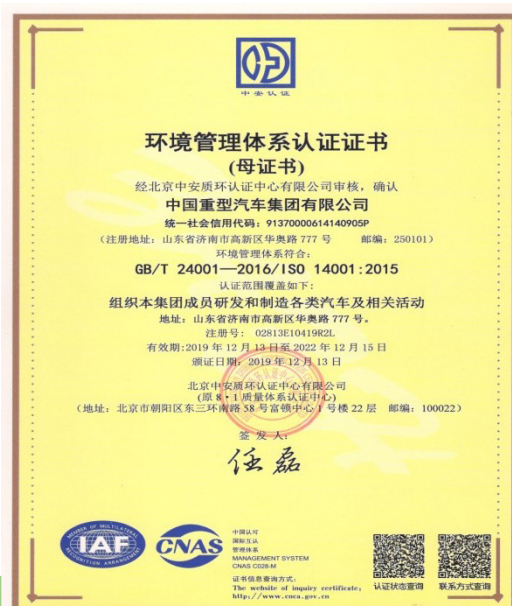 中安认证
环境管理体系认证证书
(母证书)
经北京中安质环认证中心有限公司审核，确认
中国重型汽车集团有限公司
统一社会信用代码：91370000614140905P
（注册地址：山东省济南市高新区华奥路 777 号 邮编：250101）
环境管理体系符合：
GB/T 24001—2016/ISO 14001:2015
认证范围覆盖如下：
组织本集团成员研发和制造各类汽车及相关活动
地址：山东省济南市高新区华奥路 777 号。
注册号： 02813E10419R2L
有效期:2019 年 12 月 13 日至 2022 年 12 月 15 日
颁证日期：2019 年 12 月 13 日
北京中安质环认证中心有限公司
（原 8·1 质量体系认证中心）
（地址：北京市朝阳区东三环南路 58 号富顿中心 1 号楼 22 层 邮编：100022）
签 发 人：
任磊
MEMBER OF MULTILATERAL
IAF
RECOGNITION ARRANGEMENT
CNAS
中国认可
国际互认
管理体系
MANAGEMENT SYSTEM
CNAS C028-M
证书信息查询方式：
The website of inquiry certificate:
http://www.cnca.gov.cn
认证状态查询
联系方式查询